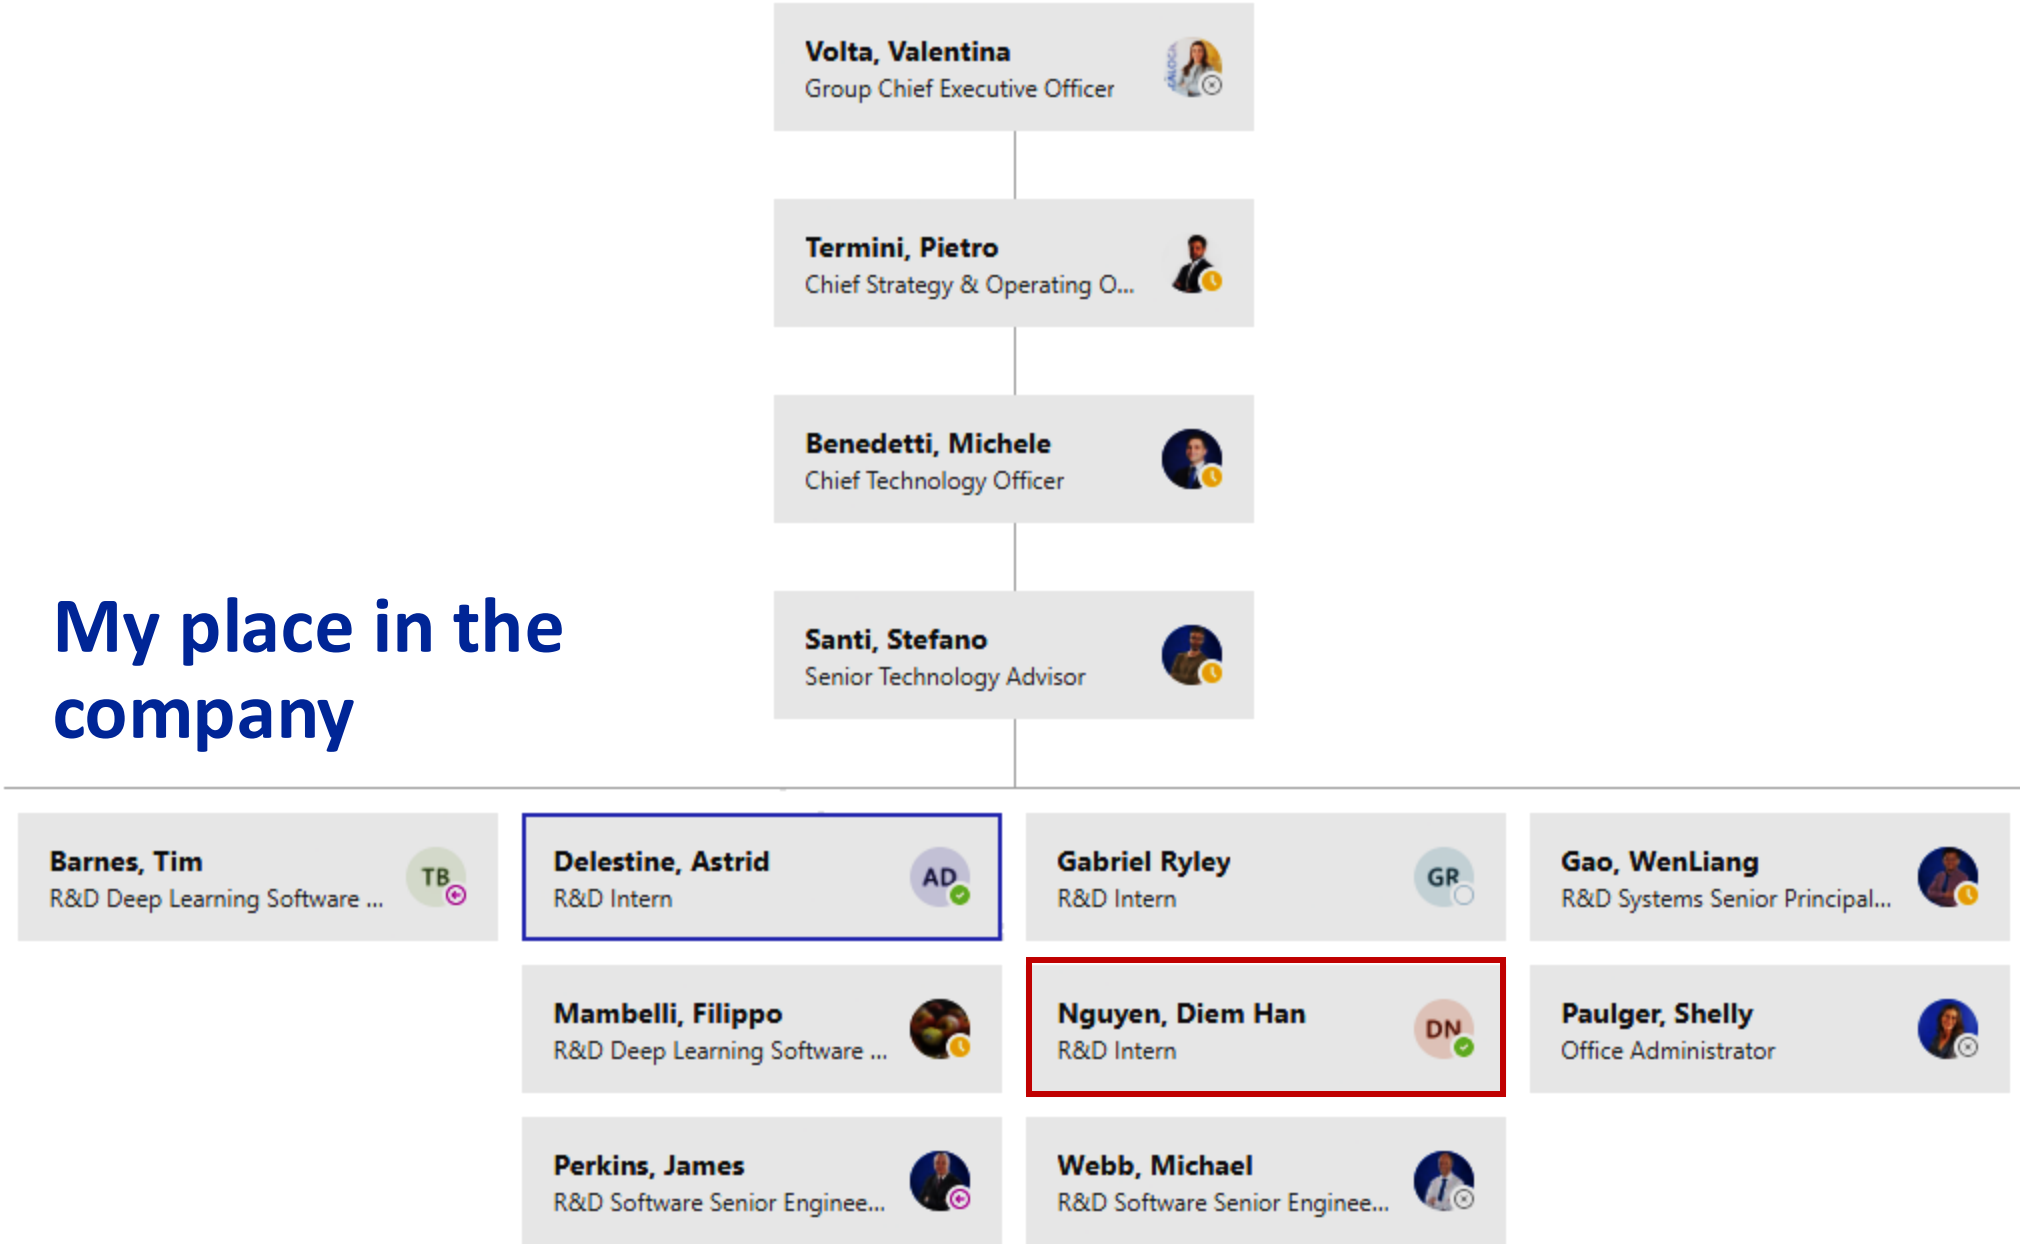 Volta, Valentina
Group Chief Executive Officer
Termini, Pietro
Chief Strategy & Operating O...
Benedetti, Michele
Chief Technology Officer
Santi, Stefano
Senior Technology Advisor
My place in the
company
Barnes, Tim
R&D Deep Learning Software ...
TB
Delestine, Astrid
R&D Intern
AD
Gabriel Ryley
R&D Intern
GR
Gao, WenLiang
R&D Systems Senior Principal...
Mambelli, Filippo
R&D Deep Learning Software ...
Nguyen, Diem Han
R&D Intern
DN
Paulger, Shelly
Office Administrator
Perkins, James
R&D Software Senior Enginee...
Webb, Michael
R&D Software Senior Enginee...